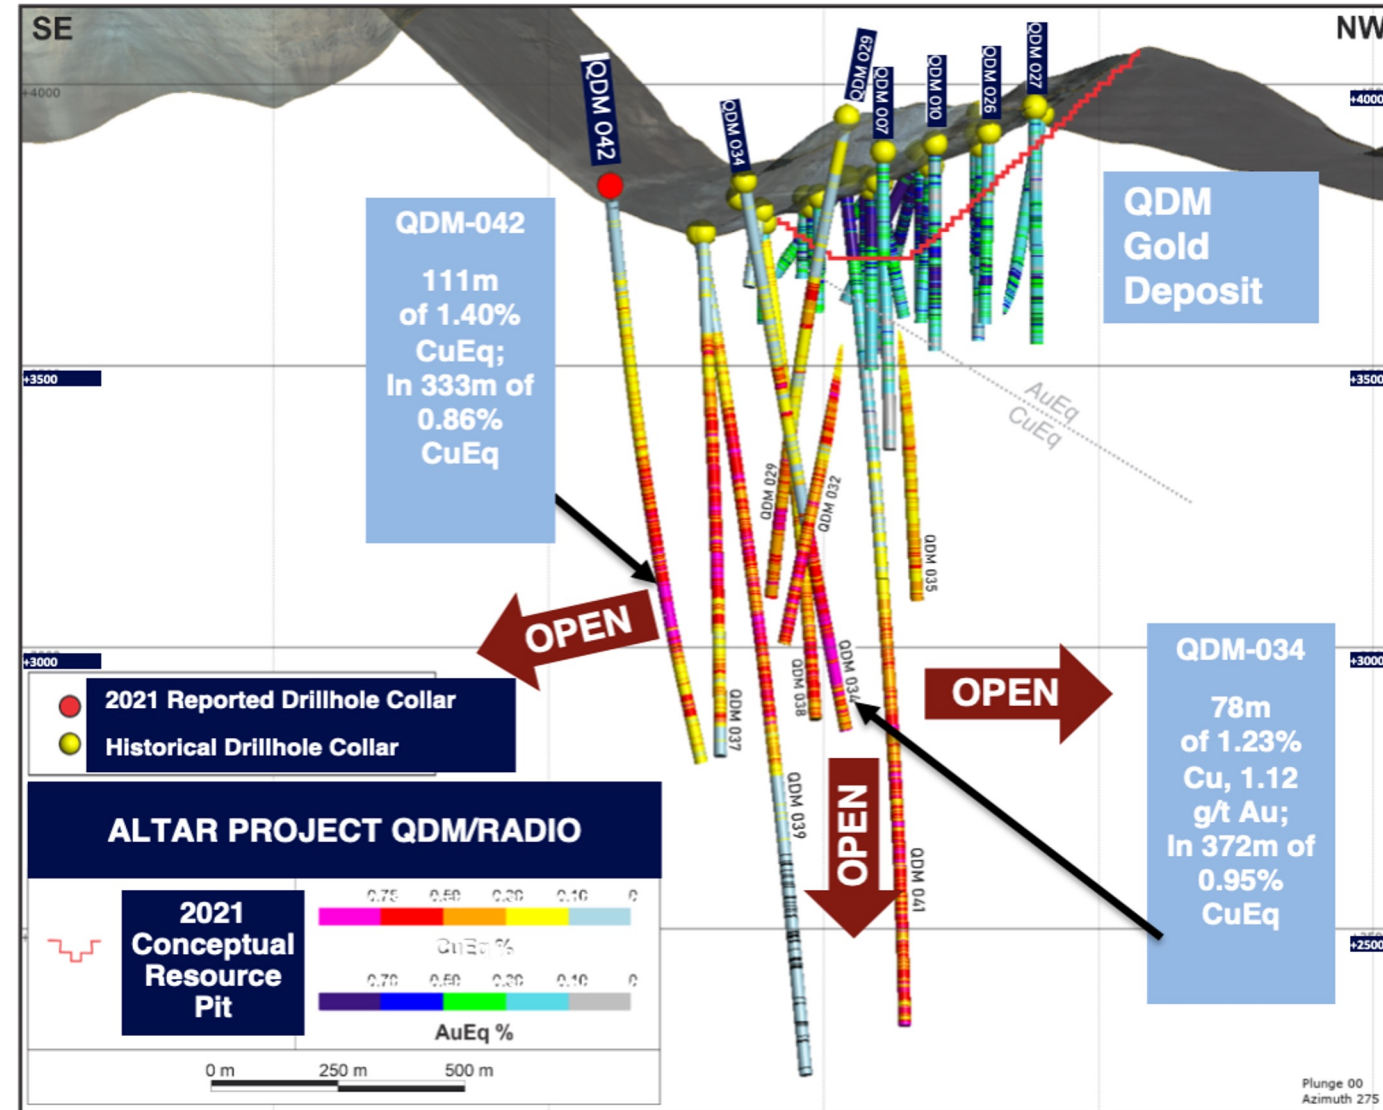 SE
NW
QDM 042
QDM 034
QDM 029
QDM 007
QDM 010
QDM 026
QDM 027
+4000
+4000
QDM-042
111m
of 1.40%
CuEq;
In 333m of
0.86%
CuEq
QDM
Gold
Deposit
+3500
+3500
AuEq
CuEq
QDM 029
QDM 032
QDM 035
OPEN
OPEN
OPEN
+3000
+3000
QDM 038
QDM 034
QDM 037
QDM 039
QDM 041
QDM-034
78m
of 1.23%
Cu, 1.12
g/t Au;
In 372m of
0.95%
CuEq
2021 Reported Drillhole Collar
Historical Drillhole Collar
ALTAR PROJECT QDM/RADIO
2021
Conceptual
Resource
Pit
0.75 0.50 0.30 0.10 0
CuEq %
0.70 0.50 0.30 0.10 0
AuEq %
+2500
0 m 250 m 500 m
Plunge 00
Azimuth 275